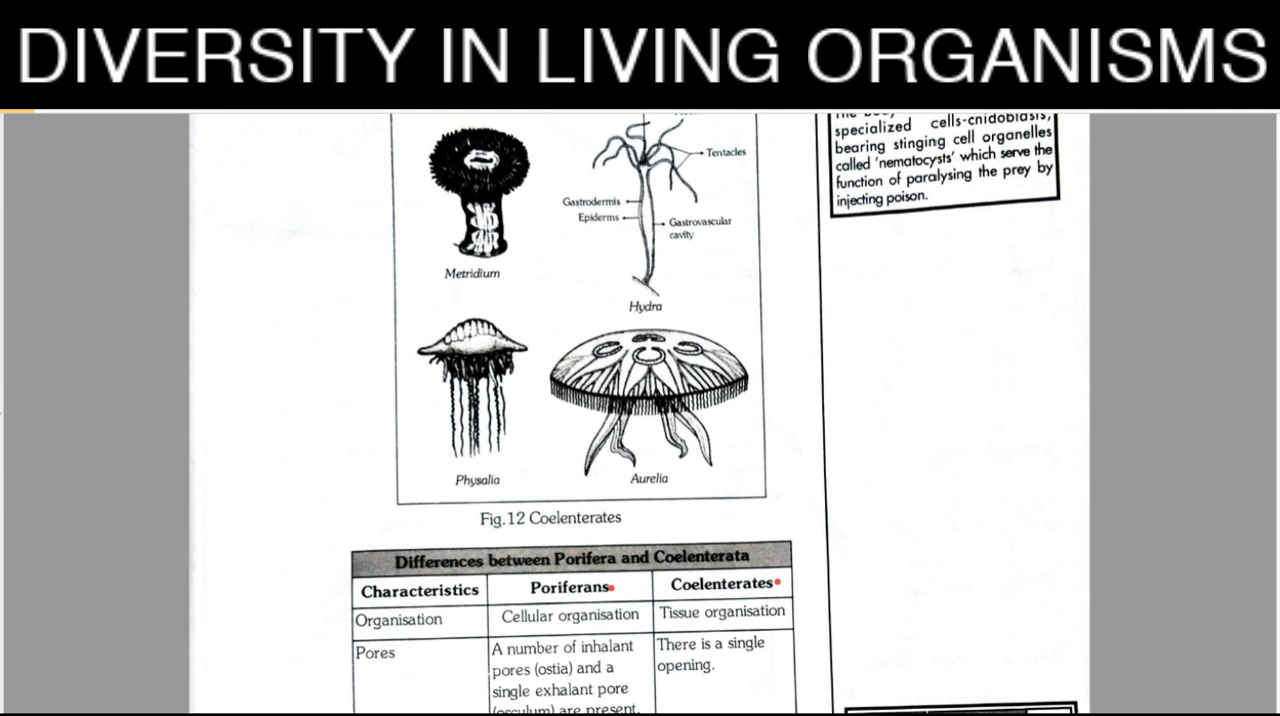 DIVERSITY IN LIVING ORGANISMS
specialized cells-cnidoblasts,
bearing stinging cell organelles
called 'nematocysts' which serve the
function of paralysing the prey by
injecting poison.
Tentacles
Gastrodermis
Epiderms
Gastrovascular
cavity
Metridium
Hydra
Physalia
Aurelia
Fig.12 Coelenterates
Differences between Porifera and Coelenterata
Characteristics Poriferans Coelenterates
Organisation Cellular organisation Tissue organisation
Pores A number of inhalant There is a single
pores (ostia) and a opening.
single exhalant pore
(osculum) are present.